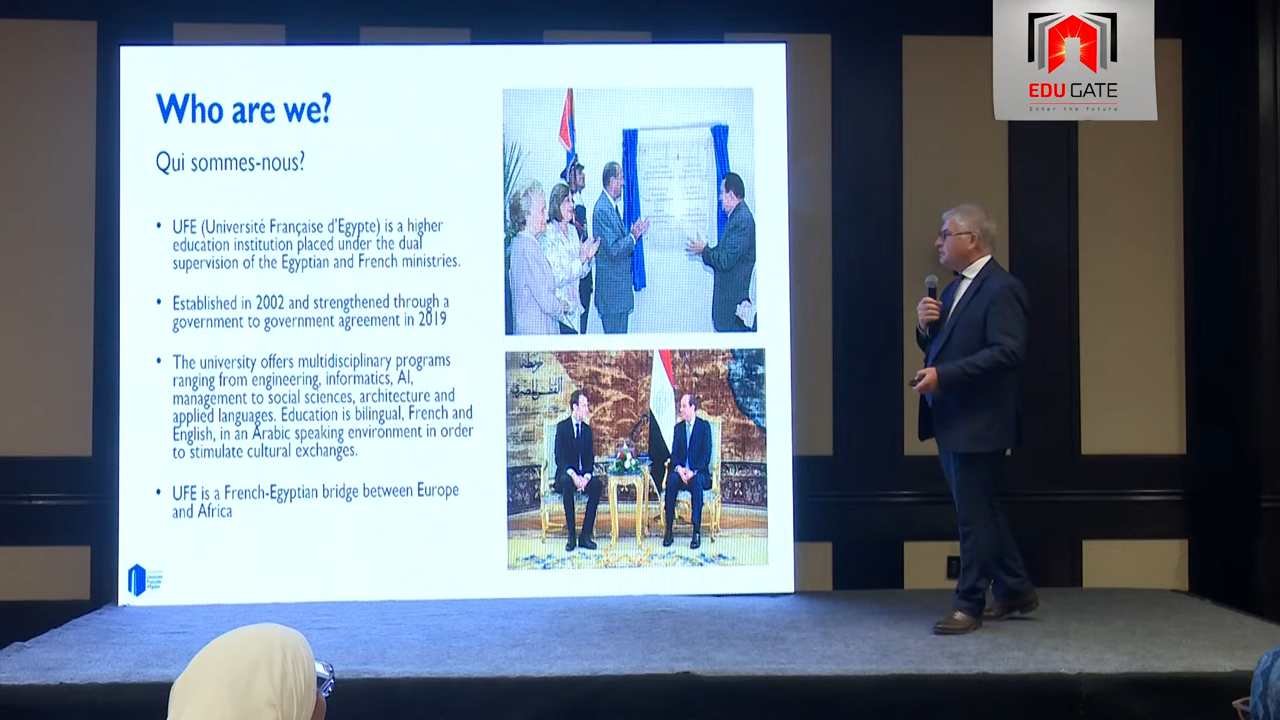 EDU GATE
Enter the future
Who are we?
Qui sommes-nous?
• UFE (Université Française d'Egypte) is a higher
education institution placed under the dual
supervision of the Egyptian and French ministries.
• Established in 2002 and strengthened through a
government to government agreement in 2019
• The university offers multidisciplinary programs
ranging from engineering, informatics, AI,
management to social sciences, architecture and
applied languages. Education is bilingual, French and
English, in an Arabic speaking environment in order
to stimulate cultural exchanges.
• UFE is a French-Egyptian bridge between Europe
and Africa